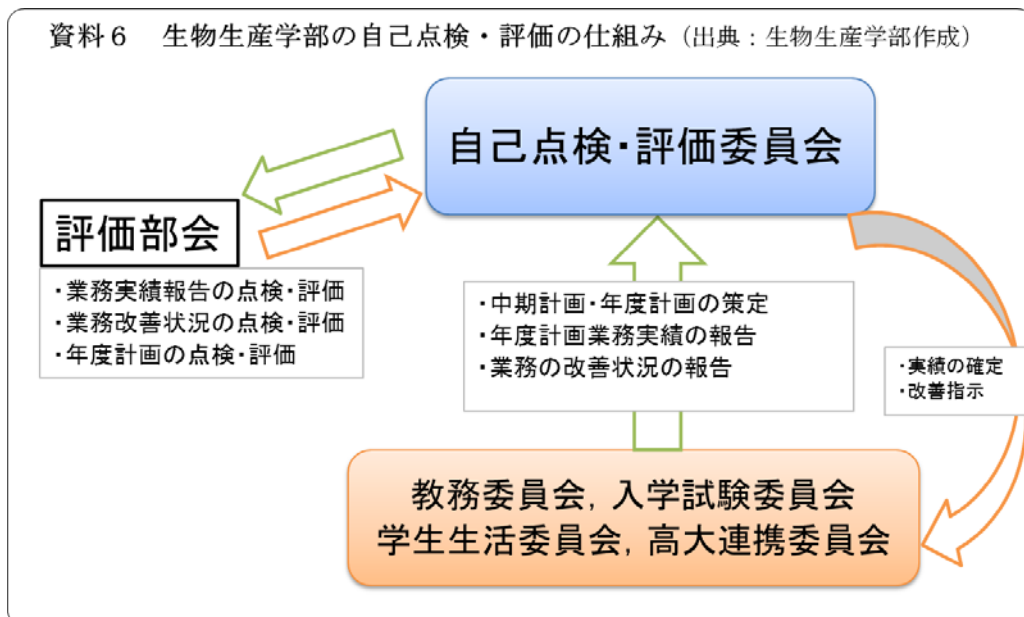 資料６　生物生産学部の自己点検・評価の仕組み（出典：生物生産学部作成）
自己点検・評価委員会
評価部会
・業務実績報告の点検・評価
・業務改善状況の点検・評価
・年度計画の点検・評価
・中期計画・年度計画の策定
・年度計画業務実績の報告
・業務の改善状況の報告
・実績の確定
・改善指示
教務委員会，入学試験委員会
学生生活委員会，高大連携委員会